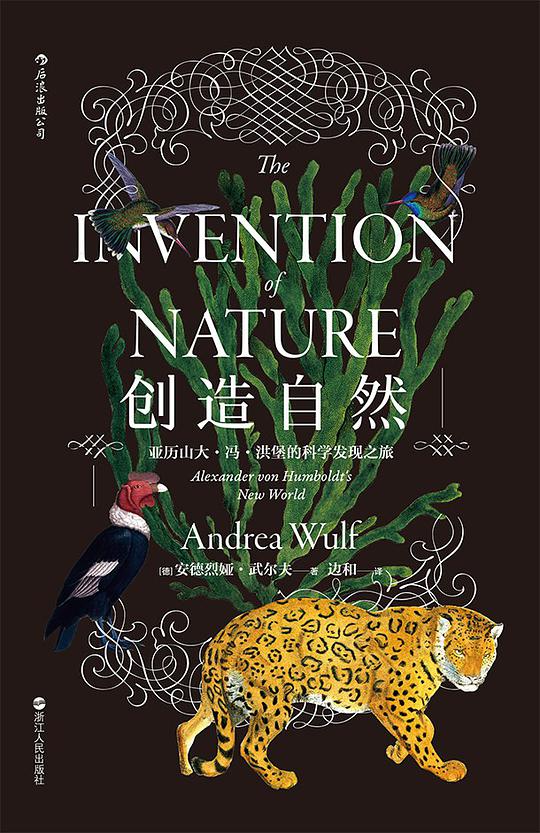 后浪出版公司
The
INVENTION
of
NATURE
创造自然
亚历山大·冯·洪堡的科学发现之旅
Alexander von Humboldt's
New World
Andrea Wulf
[德]安德烈娅·武尔夫—著 边和—译
浙江人民出版社